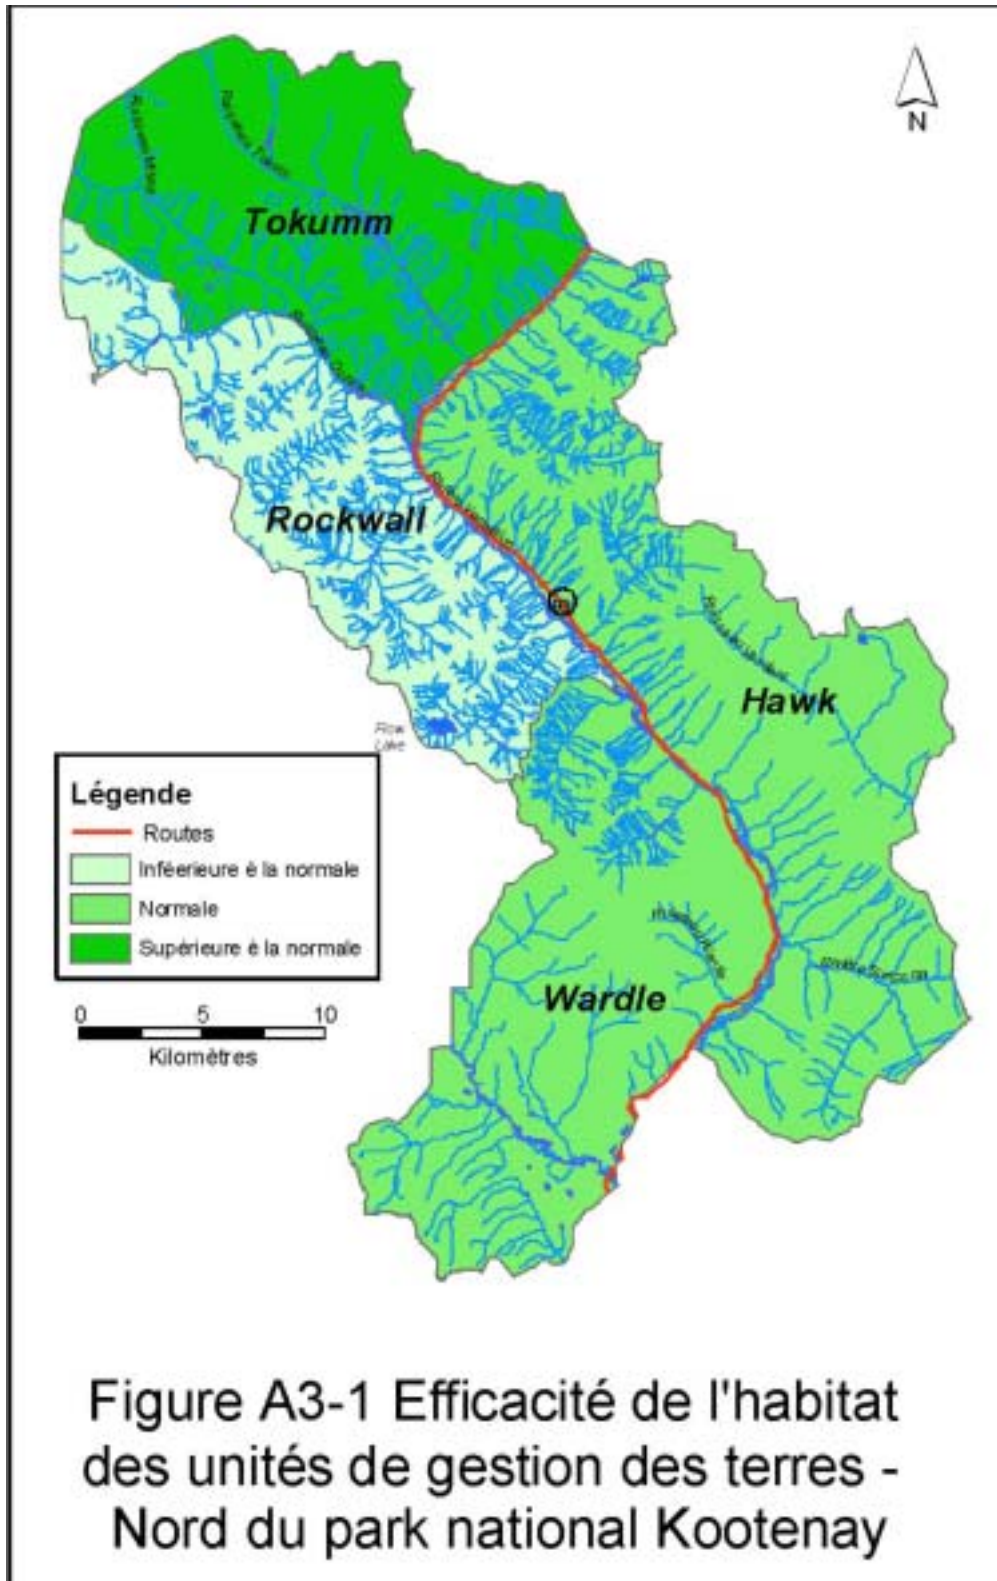 N
Tokumm
Rockwall
Hawk
Lake
Légende
Routes
Inféerieure è la normale
Normale
Supérieure è la normale
Wardle
0 5 10
Kilomètres
Figure A3-1 Efficacité de l'habitat
des unités de gestion des terres -
Nord du park national Kootenay